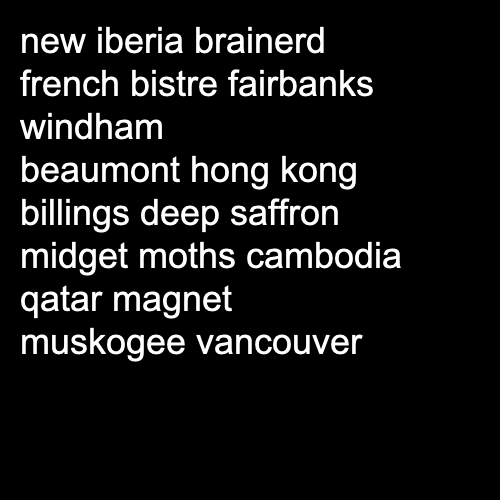 new iberia brainerd
french bistre fairbanks
windham
beaumont hong kong
billings deep saffron
midget moths cambodia
qatar magnet
muskogee vancouver